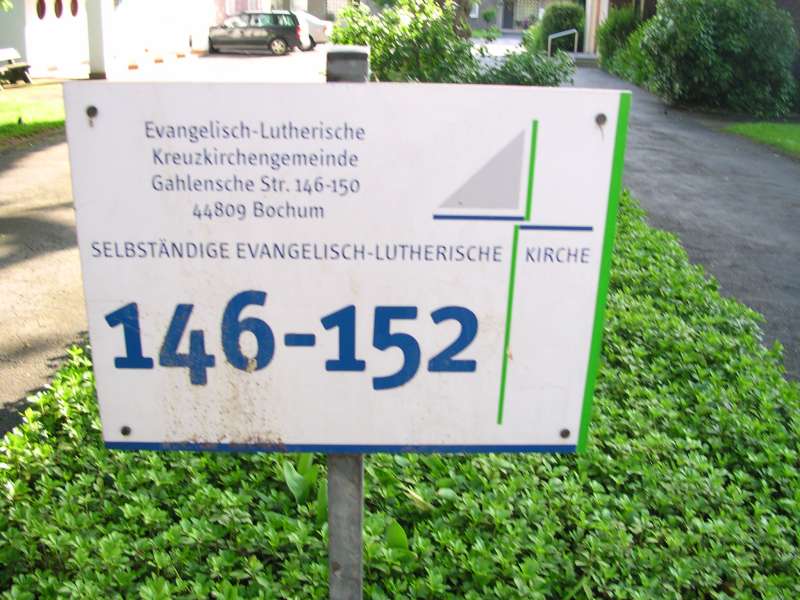 Evangelisch-Lutherische
Kreuzkirchengemeinde
Gahlensche Str. 146-150
44809 Bochum
SELBSTÄNDIGE EVANGELISCH-LUTHERISCHE KIRCHE
146-152